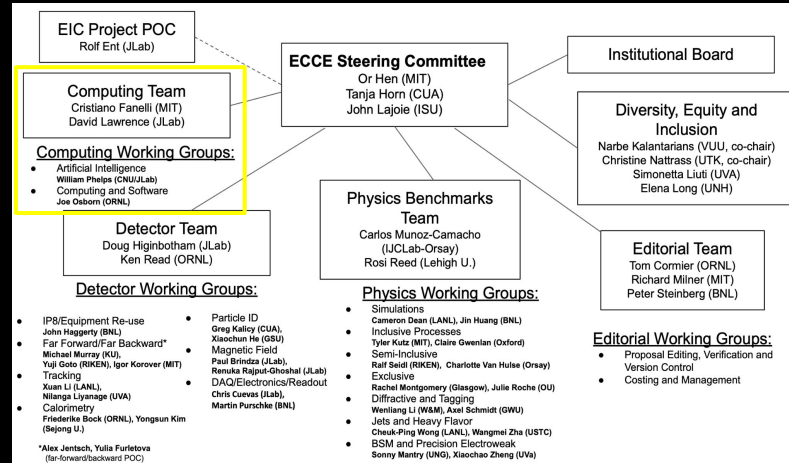 EIC Project POC
Rolf Ent (JLab)
ECCE Steering Committee
Or Hen (MIT)
Tanja Horn (CUA)
John Lajoie (ISU)
Institutional Board
Computing Team
Cristiano Fanelli (MIT)
David Lawrence (JLab)
Computing Working Groups:
● Artificial Intelligence
William Phelps (CNU/JLab)
● Computing and Software
Joe Osborn (ORNL)
Diversity, Equity and
Inclusion
Narbe Kalantarians (VUU, co-chair)
Christine Nattrass (UTK, co-chair)
Simonetta Liuti (UVA)
Elena Long (UNH)
Detector Team
Doug Higinbotham (JLab)
Ken Read (ORNL)
Physics Benchmarks
Team
Carlos Munoz-Camacho
(IJCLab-Orsay)
Rosi Reed (Lehigh U.)
Editorial Team
Tom Cormier (ORNL)
Richard Milner (MIT)
Peter Steinberg (BNL)
Detector Working Groups:
● IP8/Equipment Re-use
John Haggerty (BNL)
● Far Forward/Far Backward*
Michael Murray (KU),
Yuji Goto (RIKEN), Igor Korover (MIT)
● Tracking
Xuan Li (LANL),
Nilanga Liyanage (UVA)
● Calorimetry
Friederike Bock (ORNL), Yongsun Kim
(Sejong U.)
*Alex Jentsch, Yulia Furletova
(far-forward/backward POC)
● Particle ID
Greg Kalicy (CUA),
Xiaochun He (GSU)
● Magnetic Field
Paul Brindza (JLab),
Renuka Rajput-Ghoshal (JLab)
● DAQ/Electronics/Readout
Chris Cuevas (JLab),
Martin Purschke (BNL)
Physics Working Groups:
● Simulations
Cameron Dean (LANL), Jin Huang (BNL)
● Inclusive Processes
Tyler Kutz (MIT), Claire Gwenlan (Oxford)
● Semi-Inclusive
Ralf Seidl (RIKEN), Charlotte Van Hulse (Orsay)
● Exclusive
Rachel Montgomery (Glasgow), Julie Roche (OU)
● Diffractive and Tagging
Wenliang Li (W&M), Axel Schmidt (GWU)
● Jets and Heavy Flavor
Cheuk-Ping Wong (LANL), Wangmei Zha (USTC)
● BSM and Precision Electroweak
Sonny Mantry (UNG), Xiaochao Zheng (UVa)
Editorial Working Groups:
● Proposal Editing, Verification and
Version Control
● Costing and Management